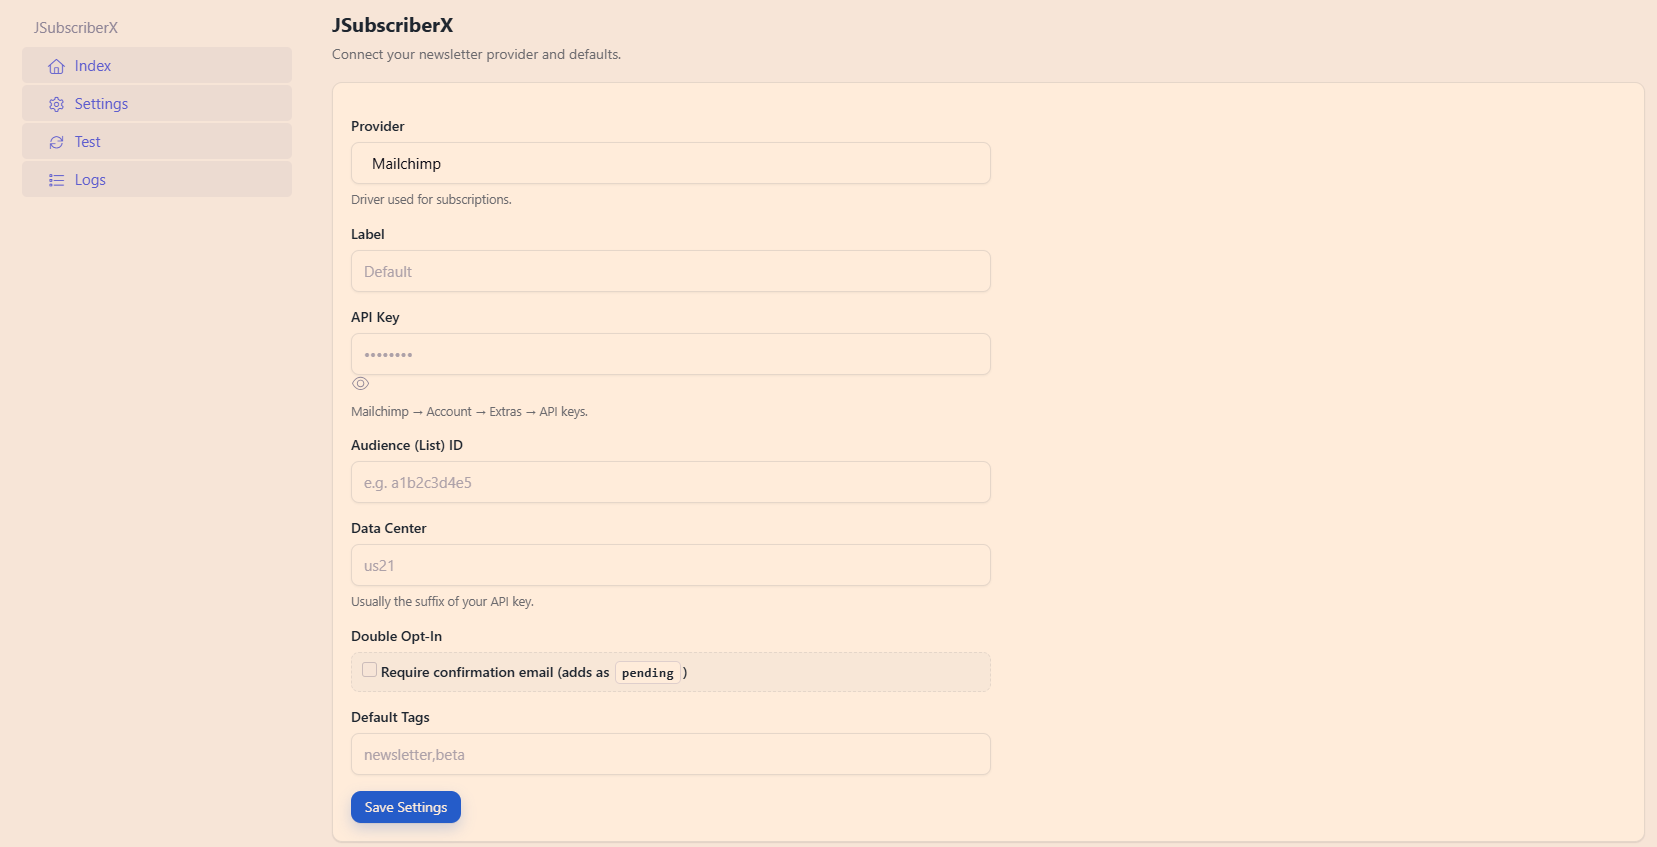 JSubscriberX
Index
Settings
Test
Logs
JSubscriberX
Connect your newsletter provider and defaults.
Provider
Mailchimp
Driver used for subscriptions.
Label
Default
API Key
••••••••
Mailchimp → Account → Extras → API keys.
Audience (List) ID
e.g. a1b2c3d4e5
Data Center
us21
Usually the suffix of your API key.
Double Opt-In
Require confirmation email (adds as pending )
Default Tags
newsletter,beta
Save Settings